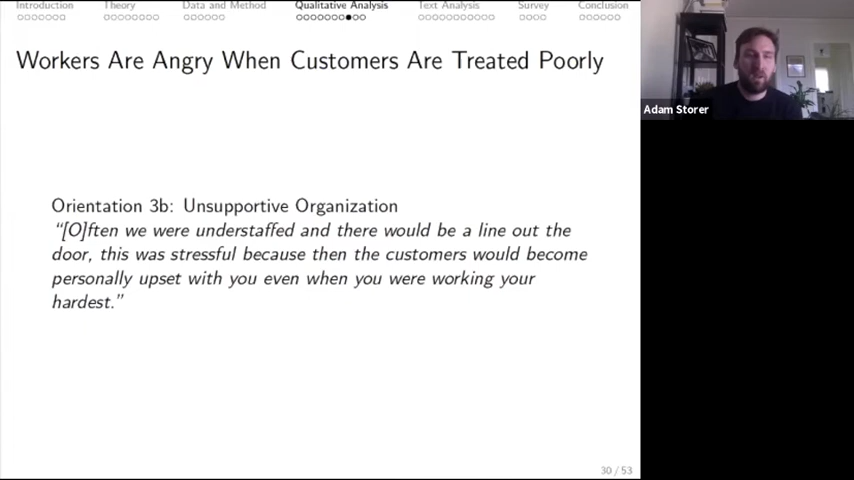 Introduction Theory Data and Method Qualitative Analysis Text Analysis Survey Conclusion
Workers Are Angry When Customers Are Treated Poorly
Adam Storer
Orientation 3b: Unsupportive Organization
“[O]ften we were understaffed and there would be a line out the
door, this was stressful because then the customers would become
personally upset with you even when you were working your
hardest.”
30 / 53